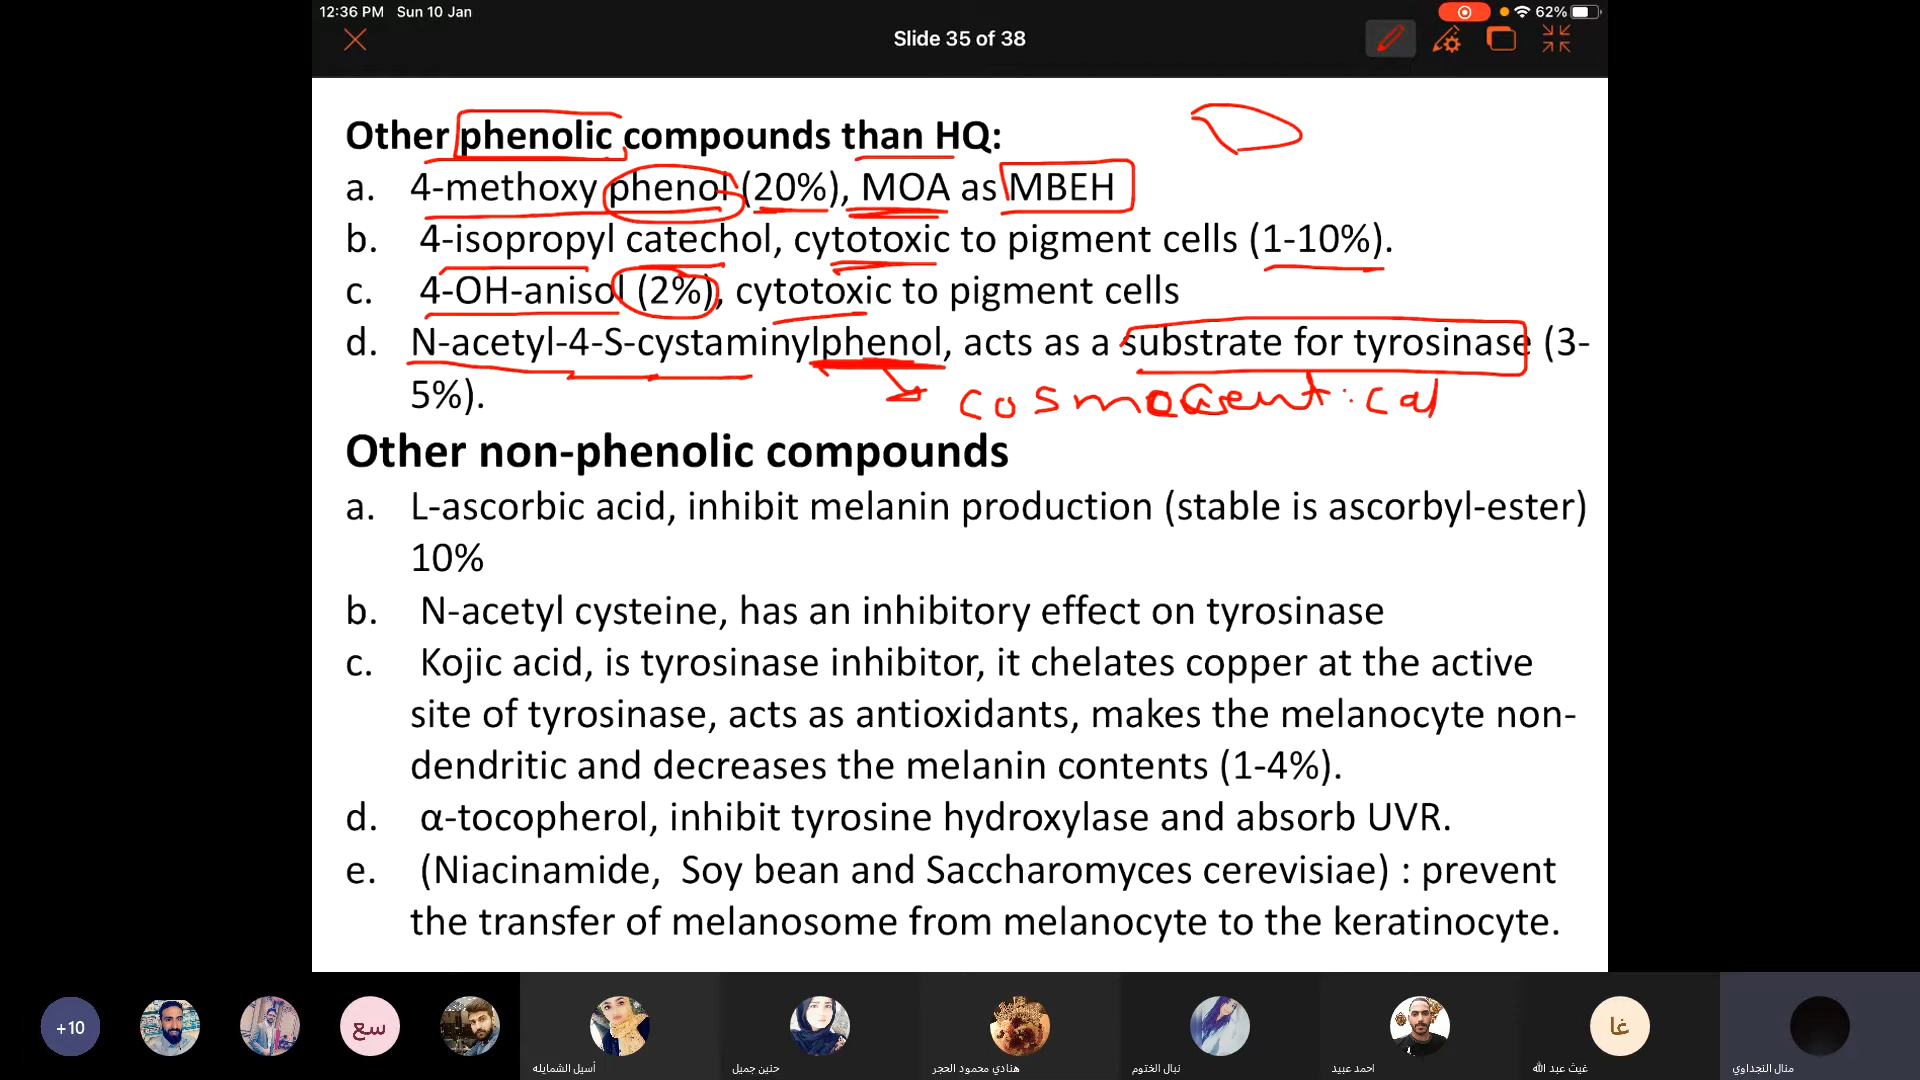 12:36 PM Sun 10 Jan
62%
Slide 35 of 38
Other phenolic compounds than HQ:
a. 4-methoxy phenol (20%), MOA as MBEH
b. 4-isopropyl catechol, cytotoxic to pigment cells (1-10%).
c. 4-OH-anisol (2%), cytotoxic to pigment cells
d. N-acetyl-4-S-cystaminylphenol, acts as a substrate for tyrosinase (3-
5%).
Other non-phenolic compounds
a. L-ascorbic acid, inhibit melanin production (stable is ascorbyl-ester)
10%
b. N-acetyl cysteine, has an inhibitory effect on tyrosinase
c. Kojic acid, is tyrosinase inhibitor, it chelates copper at the active
site of tyrosinase, acts as antioxidants, makes the melanocyte non-
dendritic and decreases the melanin contents (1-4%).
d. α-tocopherol, inhibit tyrosine hydroxylase and absorb UVR.
e. (Niacinamide, Soy bean and Saccharomyces cerevisiae) : prevent
the transfer of melanosome from melanocyte to the keratinocyte.
+10
سع
غا
أسيل الشمايله
حنين جميل
هنادي محمود الحجر
نبال الختوم
احمد عبيد
غيث عبد الله
منال النجداوي